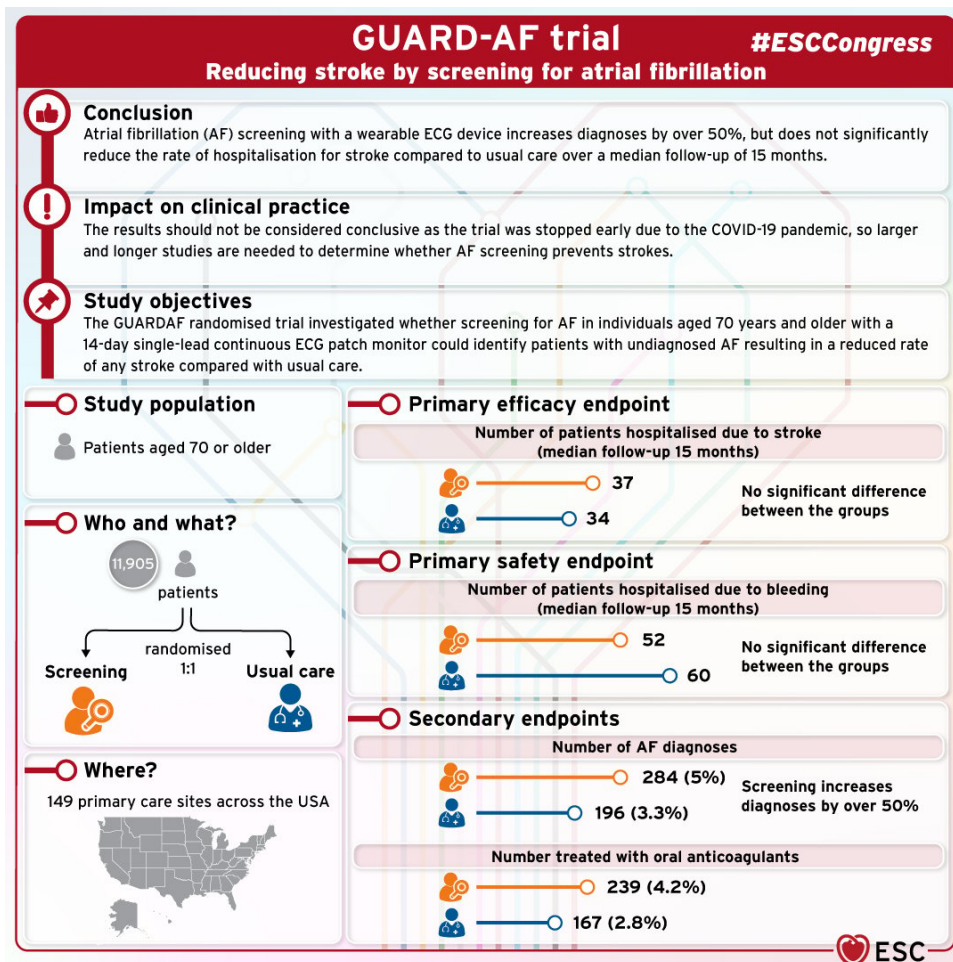 GUARD-AF trial
#ESCCongress
Reducing stroke by screening for atrial fibrillation
Conclusion
Atrial fibrillation (AF) screening with a wearable ECG device increases diagnoses by over 50%, but does not significantly
reduce the rate of hospitalisation for stroke compared to usual care over a median follow-up of 15 months.
Impact on clinical practice
The results should not be considered conclusive as the trial was stopped early due to the COVID-19 pandemic, so larger
and longer studies are needed to determine whether AF screening prevents strokes.
Study objectives
The GUARDAF randomised trial investigated whether screening for AF in individuals aged 70 years and older with a
14-day single-lead continuous ECG patch monitor could identify patients with undiagnosed AF resulting in a reduced rate
of any stroke compared with usual care.
Study population
Patients aged 70 or older
Who and what?
11,905
patients
randomised
1:1
Screening
Usual care
Where?
149 primary care sites across the USA
Primary efficacy endpoint
Number of patients hospitalised due to stroke
(median follow-up 15 months)
37
34
No significant difference
between the groups
Primary safety endpoint
Number of patients hospitalised due to bleeding
(median follow-up 15 months)
52
60
No significant difference
between the groups
Secondary endpoints
Number of AF diagnoses
284 (5%)
196 (3.3%)
Screening increases
diagnoses by over 50%
Number treated with oral anticoagulants
239 (4.2%)
167 (2.8%)
ESC